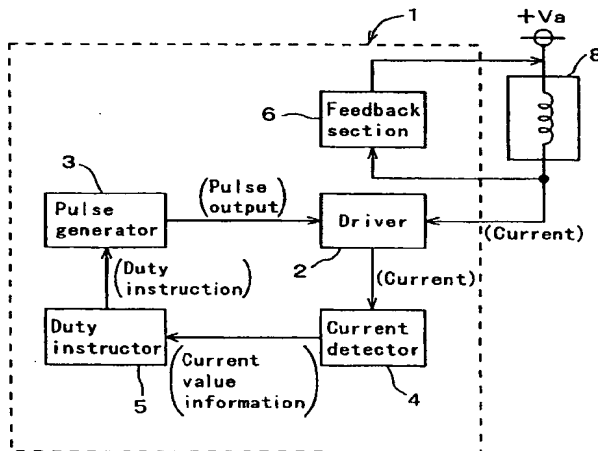 1
+Va
8
6
Feedback
section
3
Pulse
generator
(Pulse
output)
Driver
2
(Current)
(Duty
instruction)
(Current)
Duty
instructor
5
(Current
value
information)
Current
detector
4